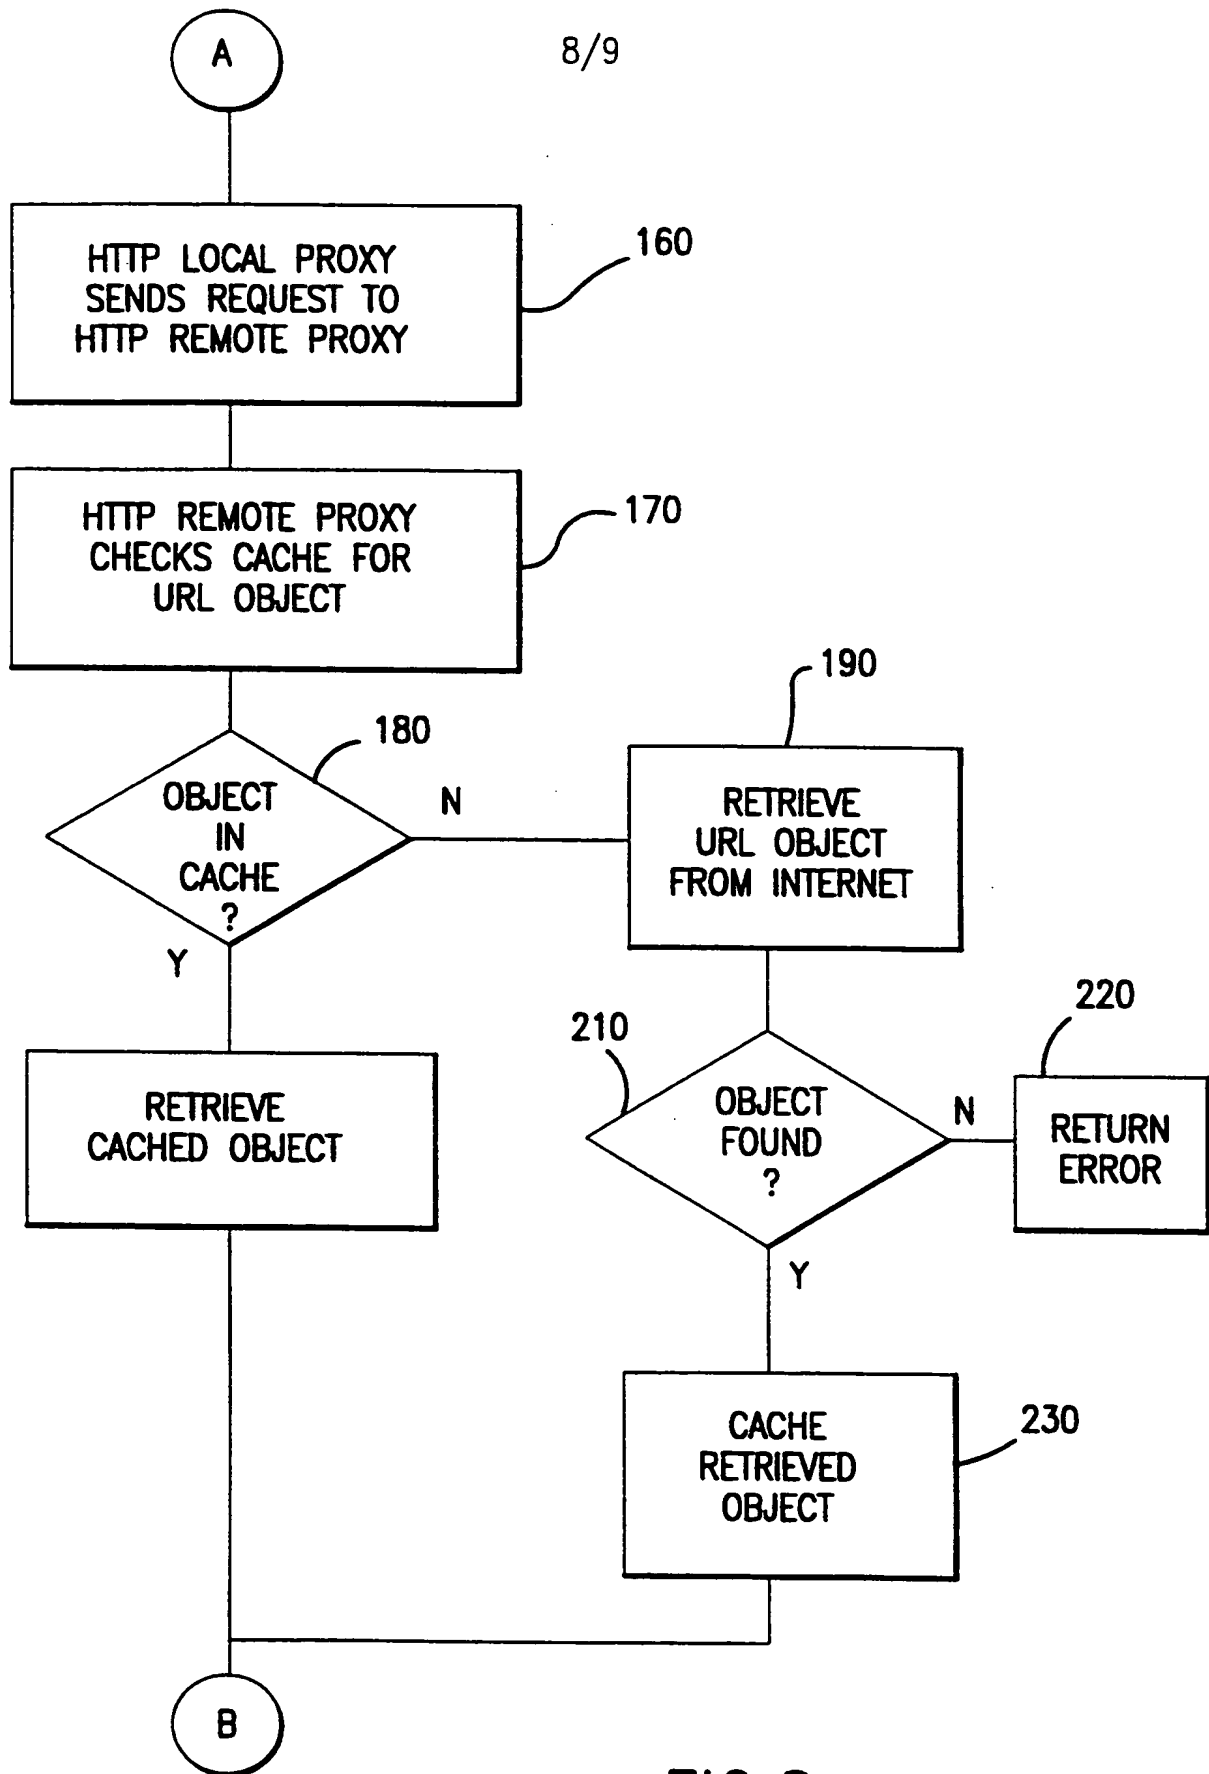 8/9
A
HTTP LOCAL PROXY
SENDS REQUEST TO
HTTP REMOTE PROXY
160
HTTP REMOTE PROXY
CHECKS CACHE FOR
URL OBJECT
170
180
OBJECT
IN
CACHE
?
N
Y
190
RETRIEVE
URL OBJECT
FROM INTERNET
RETRIEVE
CACHED OBJECT
210
OBJECT
FOUND
?
N
Y
220
RETURN
ERROR
CACHE
RETRIEVED
OBJECT
230
B